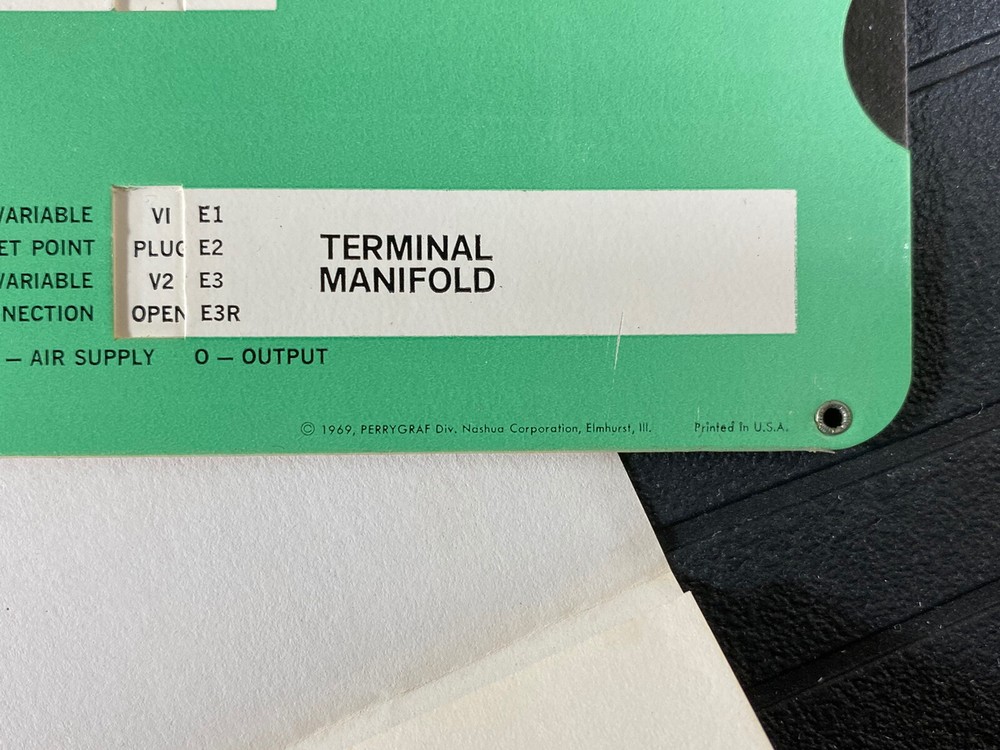 VARIABLE VI E1
ET POINT PLUG E2
VARIABLE V2 E3
NECTION OPEN E3R
TERMINAL
MANIFOLD
— AIR SUPPLY O — OUTPUT
© 1969, PERRYGRAF Div. Nashua Corporation, Elmhurst, Ill. Printed In U.S.A.